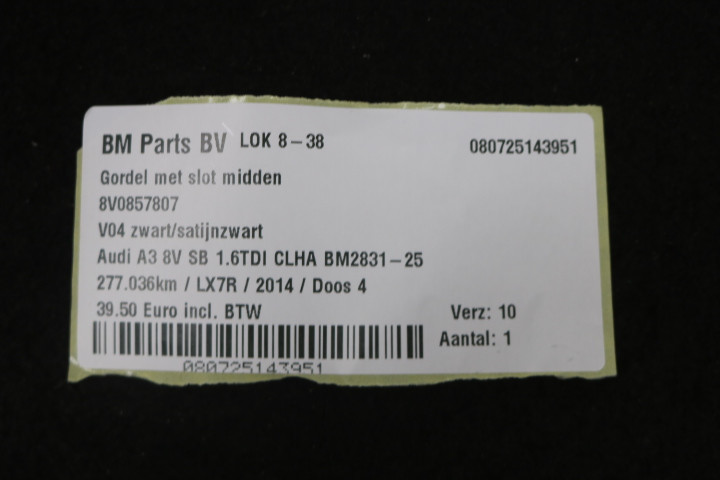 BM Parts BV LOK 8-38 080725143951
Gordel met slot midden
8V0857807
V04 zwart/satijnzwart
Audi A3 8V SB 1.6TDI CLHA BM2831-25
277.036km / LX7R / 2014 / Doos 4
39.50 Euro incl. BTW Verz: 10
Aantal: 1
080725143951